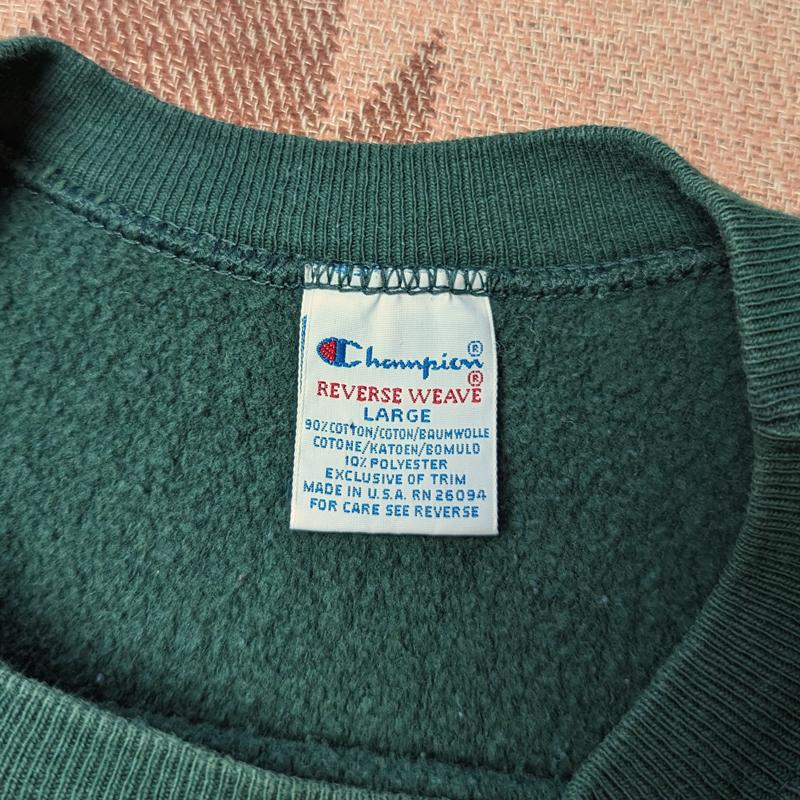 Champion®
REVERSE WEAVE®
LARGE
90% COTTON/COTON/BAUMWOLLE
COTONE/KATOEN/BOMULD
10% POLYESTER
EXCLUSIVE OF TRIM
MADE IN U.S.A. RN 26094
FOR CARE SEE REVERSE